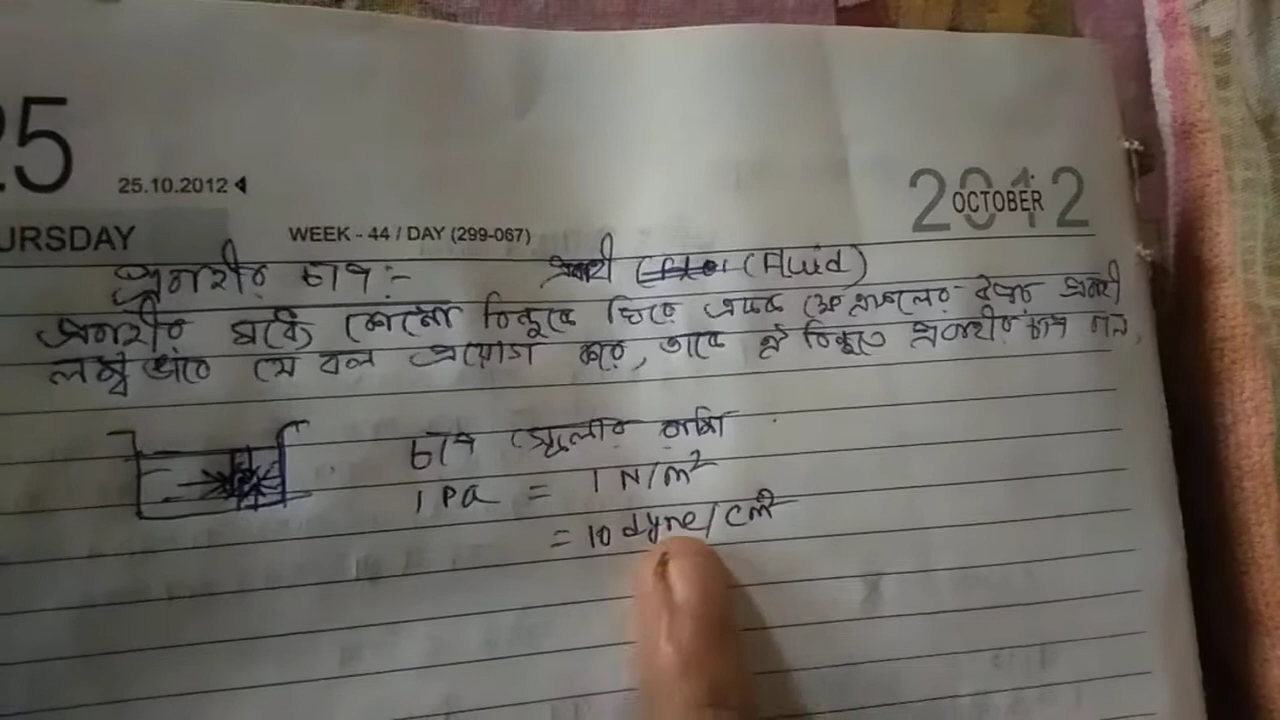 25
25.10.2012
2012
OCTOBER
URSDAY
WEEK - 44 / DAY (299-067)
প্রবাহীর চাপ :- প্রবাহী (Fluid)
প্রবাহীর মধ্যে কোনো বিন্দুকে ঘিরে একক ক্ষেত্রফলের উপর প্রবাহী
লম্ব ভাবে যে বল প্রয়োগ করে, তাকে ঐ বিন্দুতে প্রবাহীর চাপ বলে,
চাপ রাশি
1 Pa = 1 N/m²
= 10 dyne/cm²